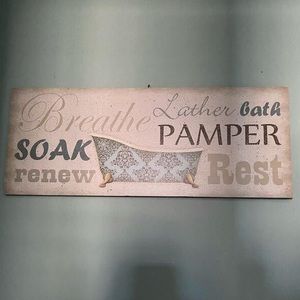 Breathe Lather bath
SOAK PAMPER
renew Rest